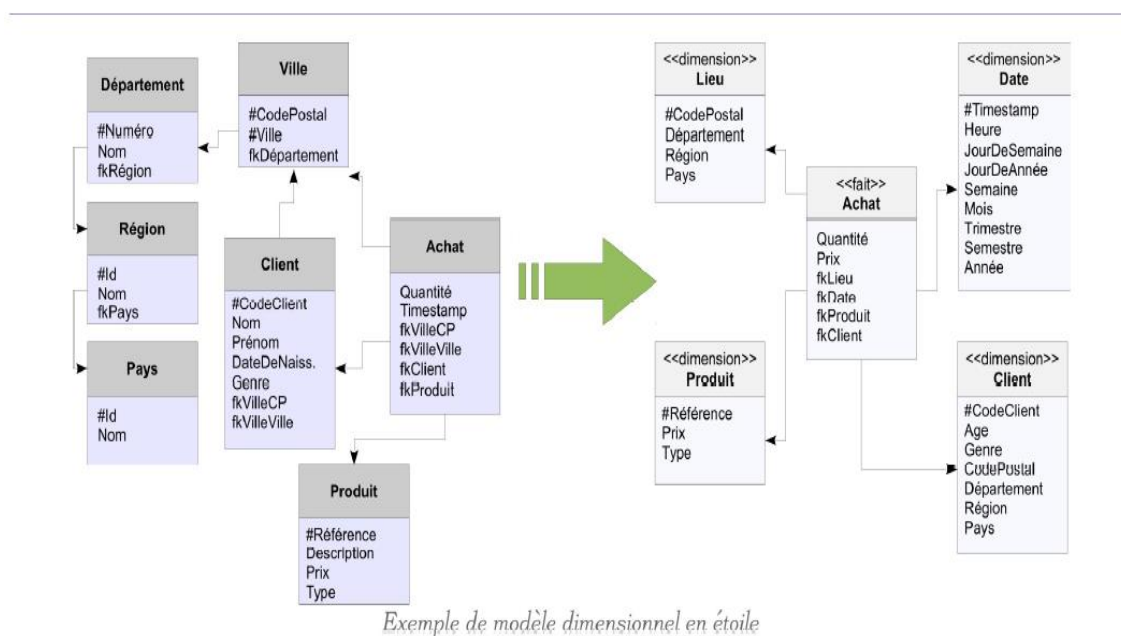 Département
#Numéro
Nom
fkRégion
Région
#Id
Nom
fkPays
Pays
#Id
Nom
Ville
#CodePostal
#Ville
fkDépartement
Client
#CodeClient
Nom
Prénom
DateDeNaiss.
Genre
fkVilleCP
fkVilleVille
Achat
Quantité
Timestamp
fkVilleCP
fkVilleVille
fkClient
fkProduit
Produit
#Référence
Description
Prix
Type
<<dimension>>
Lieu
#CodePostal
Département
Région
Pays
<<dimension>>
Produit
#Référence
Prix
Type
<<fait>>
Achat
Quantité
Prix
fkLieu
fkDate
fkProduit
fkClient
<<dimension>>
Date
#Timestamp
Heure
JourDeSemaine
JourDeAnnée
Semaine
Mois
Trimestre
Semestre
Année
<<dimension>>
Client
#CodeClient
Age
Genre
CodePostal
Département
Région
Pays
Exemple de modèle dimensionnel en étoile